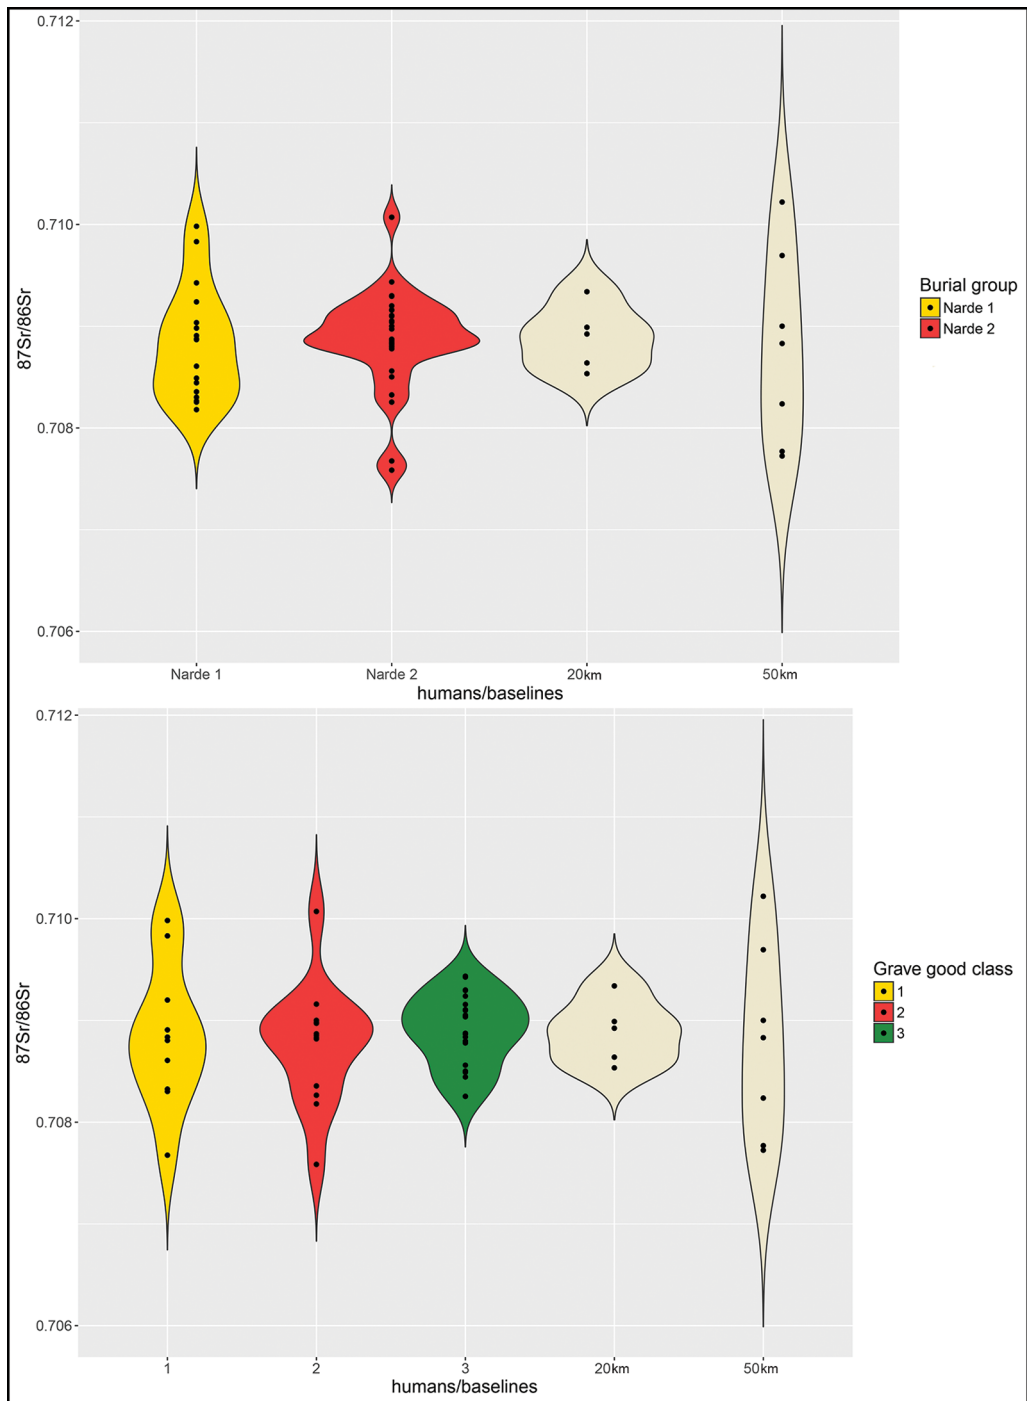 0.712
0.710
0.708
0.706
87Sr/86Sr
Narde 1
Narde 2
20km
50km
humans/baselines
Burial group
Narde 1
Narde 2
0.712
0.710
0.708
0.706
87Sr/86Sr
1
2
3
20km
50km
humans/baselines
Grave good class
1
2
3